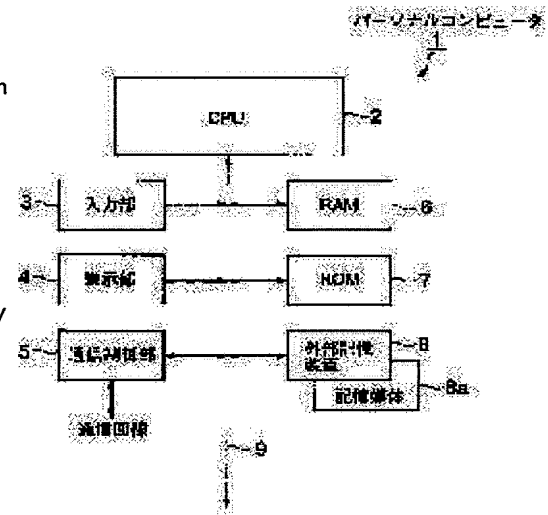 パーソナルコンピュータ
1
CPU
2
3
入力部
RAM
6
4
表示部
ROM
7
5
通信制御部
外部記憶
装置
8
記憶媒体
8a
通信回線
9